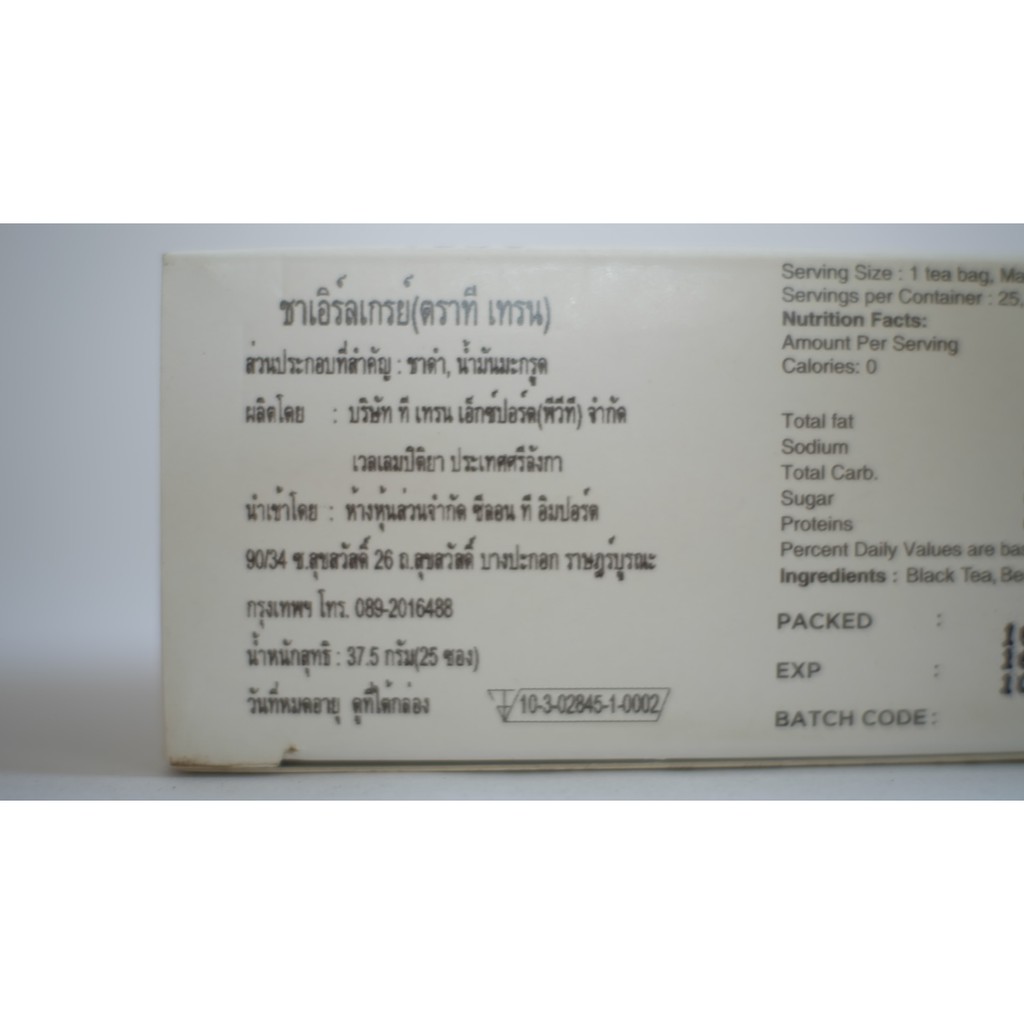 ชาเอิร์ลเกรย์(ตราที เทรน)
ส่วนประกอบที่สำคัญ : ชาดำ, น้ำมันมะกรูด
ผลิตโดย : บริษัท ที เทรน เอ็กซ์ปอร์ต(พีวีที) จำกัด
เวลเลมปิติยา ประเทศศรีลังกา
นำเข้าโดย : ห้างหุ้นส่วนจำกัด ซีลอน ที อิมปอร์ต
90/34 ซ.สุขสวัสดิ์ 26 ถ.สุขสวัสดิ์ บางปะกอก ราษฎร์บูรณะ
กรุงเทพฯ โทร. 089-2016488
น้ำหนักสุทธิ : 37.5 กรัม(25 ซอง)
วันที่หมดอายุ ดูที่ใต้กล่อง
10-3-02845-1-0002
Serving Size : 1 tea bag, Ma
Servings per Container : 25,
Nutrition Facts:
Amount Per Serving
Calories: 0
Total fat
Sodium
Total Carb.
Sugar
Proteins
Percent Daily Values are ba
Ingredients : Black Tea, Be
PACKED :
EXP :
BATCH CODE :